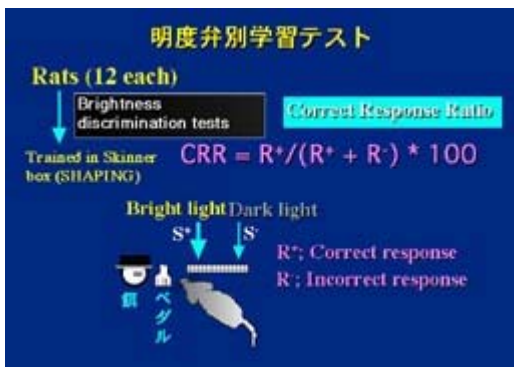 明度弁別学習テスト
Rats (12 each)
Brightness
discrimination tests
Correct Response Ratio
Trained in Skinner
box (SHAPING)
CRR = R⁺/(R⁺ + R⁻) * 100
Bright light Dark light
S⁺ S⁻
R⁺; Correct response
R⁻; Incorrect response
餌
ペダル